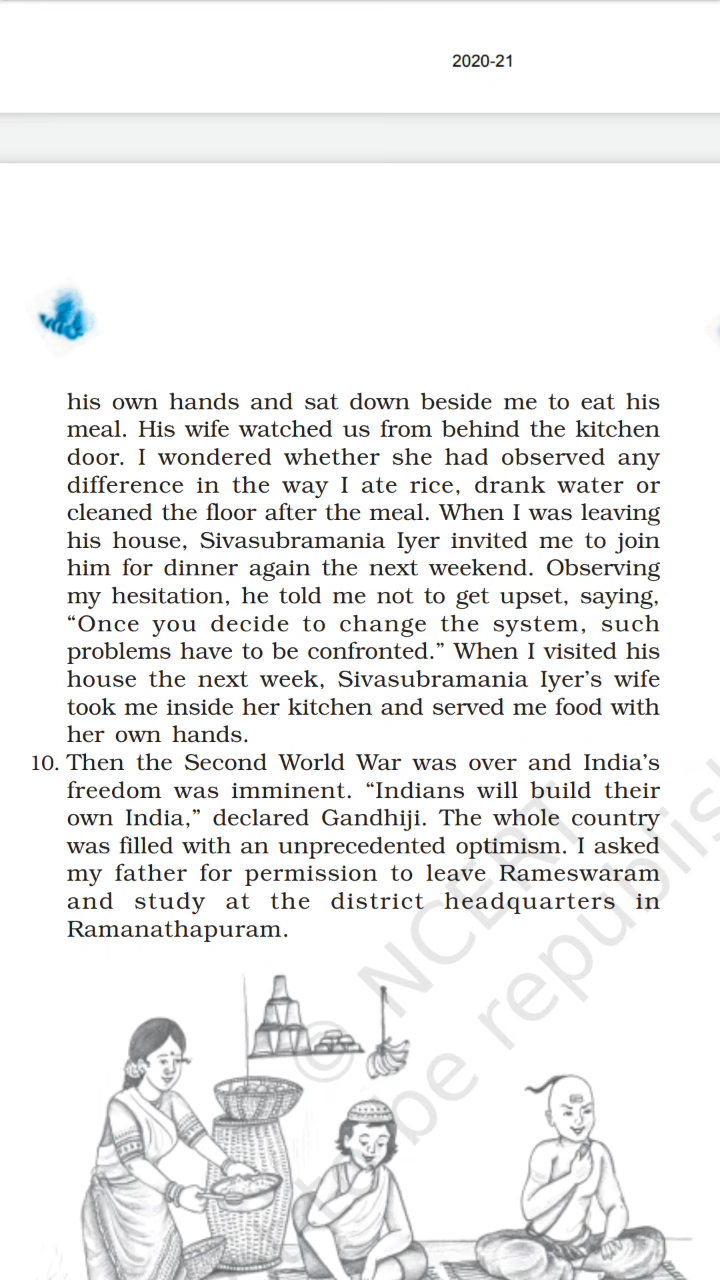 2020-21
his own hands and sat down beside me to eat his
meal. His wife watched us from behind the kitchen
door. I wondered whether she had observed any
difference in the way I ate rice, drank water or
cleaned the floor after the meal. When I was leaving
his house, Sivasubramania Iyer invited me to join
him for dinner again the next weekend. Observing
my hesitation, he told me not to get upset, saying,
“Once you decide to change the system, such
problems have to be confronted.” When I visited his
house the next week, Sivasubramania Iyer’s wife
took me inside her kitchen and served me food with
her own hands.
10. Then the Second World War was over and India’s
freedom was imminent. “Indians will build their
own India,” declared Gandhiji. The whole country
was filled with an unprecedented optimism. I asked
my father for permission to leave Rameswaram
and study at the district headquarters in
Ramanathapuram.
© NCERT
be republis